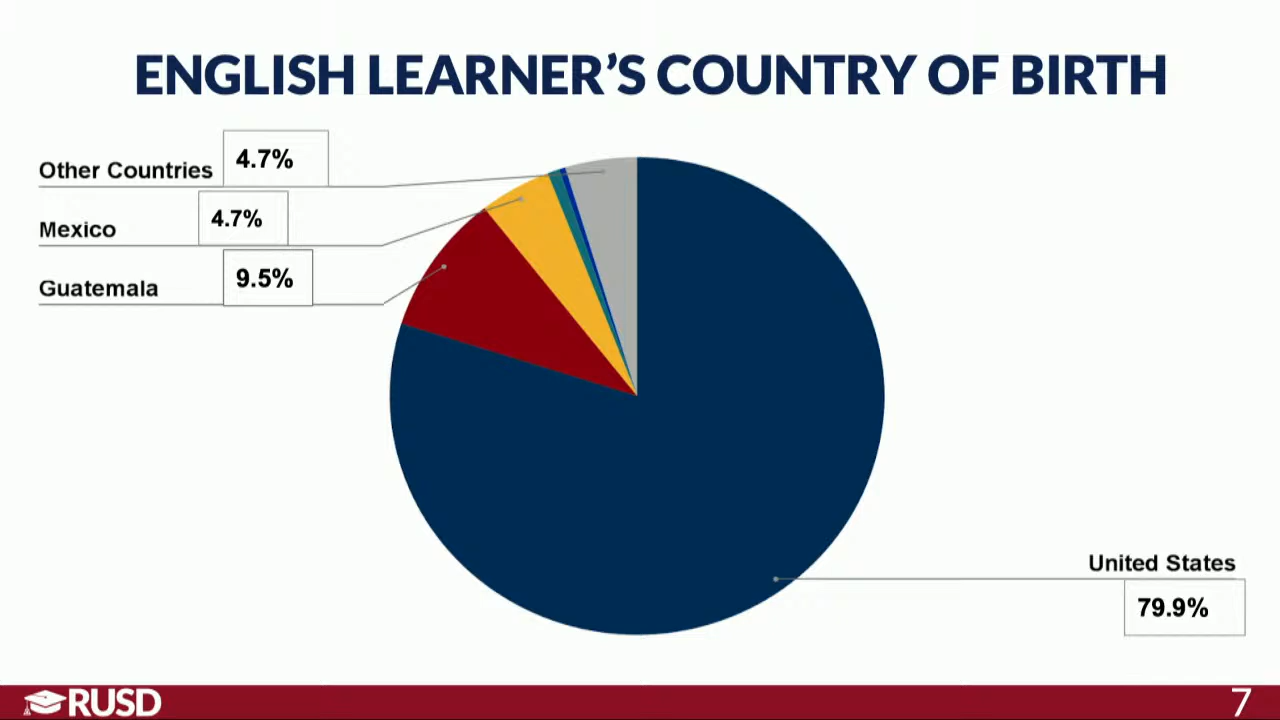 ENGLISH LEARNER'S COUNTRY OF BIRTH
Other Countries 4.7%
Mexico 4.7%
Guatemala 9.5%
United States
79.9%
RUSD
7